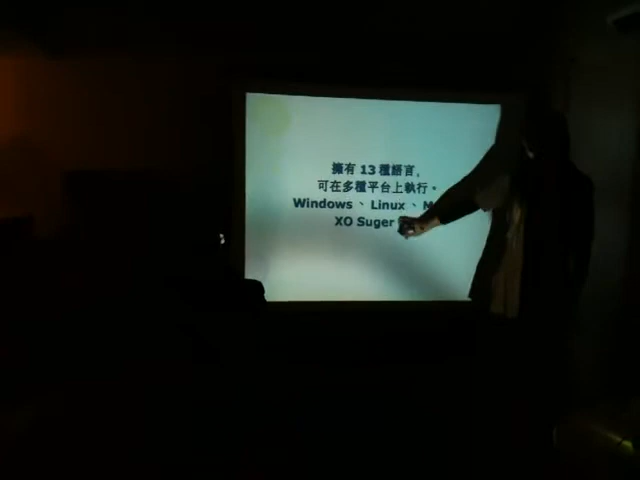 擁有 13 種語言,
可在多種平台上執行。
Windows、Linux、
XO Suger